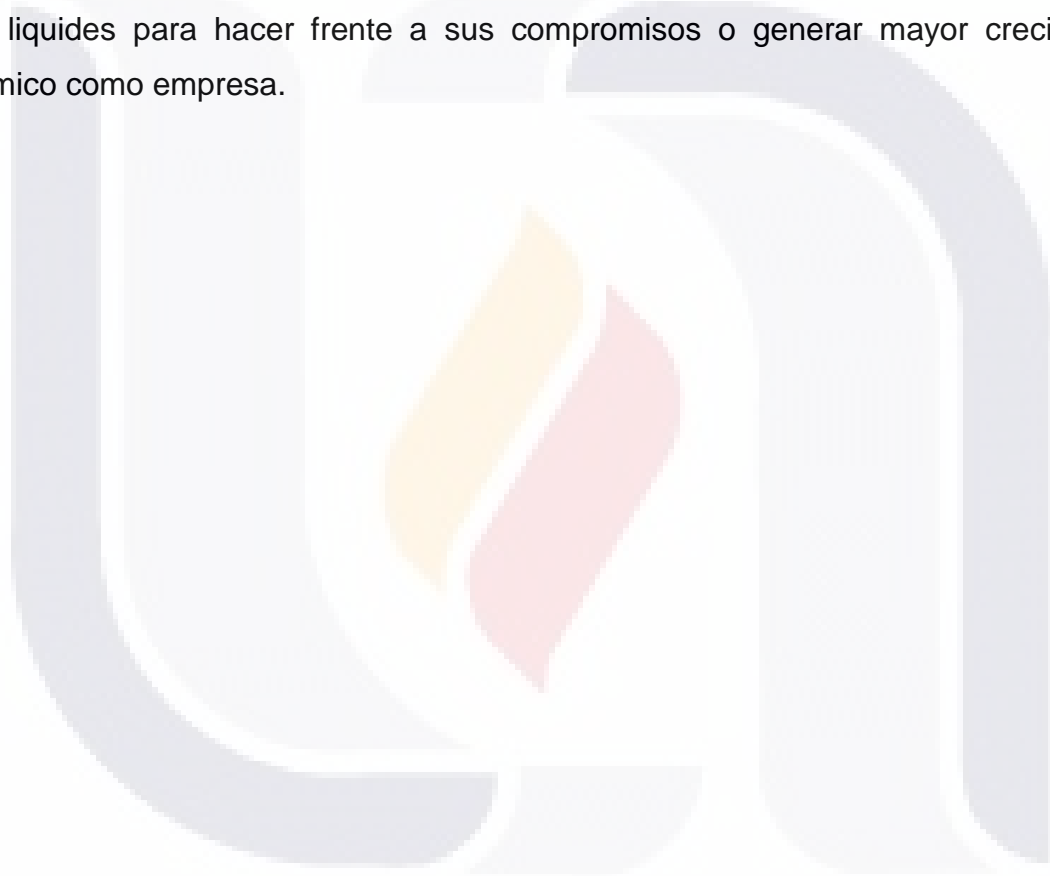 liquides para hacer frente a sus compromisos o generar mayor creci
mico como empresa.